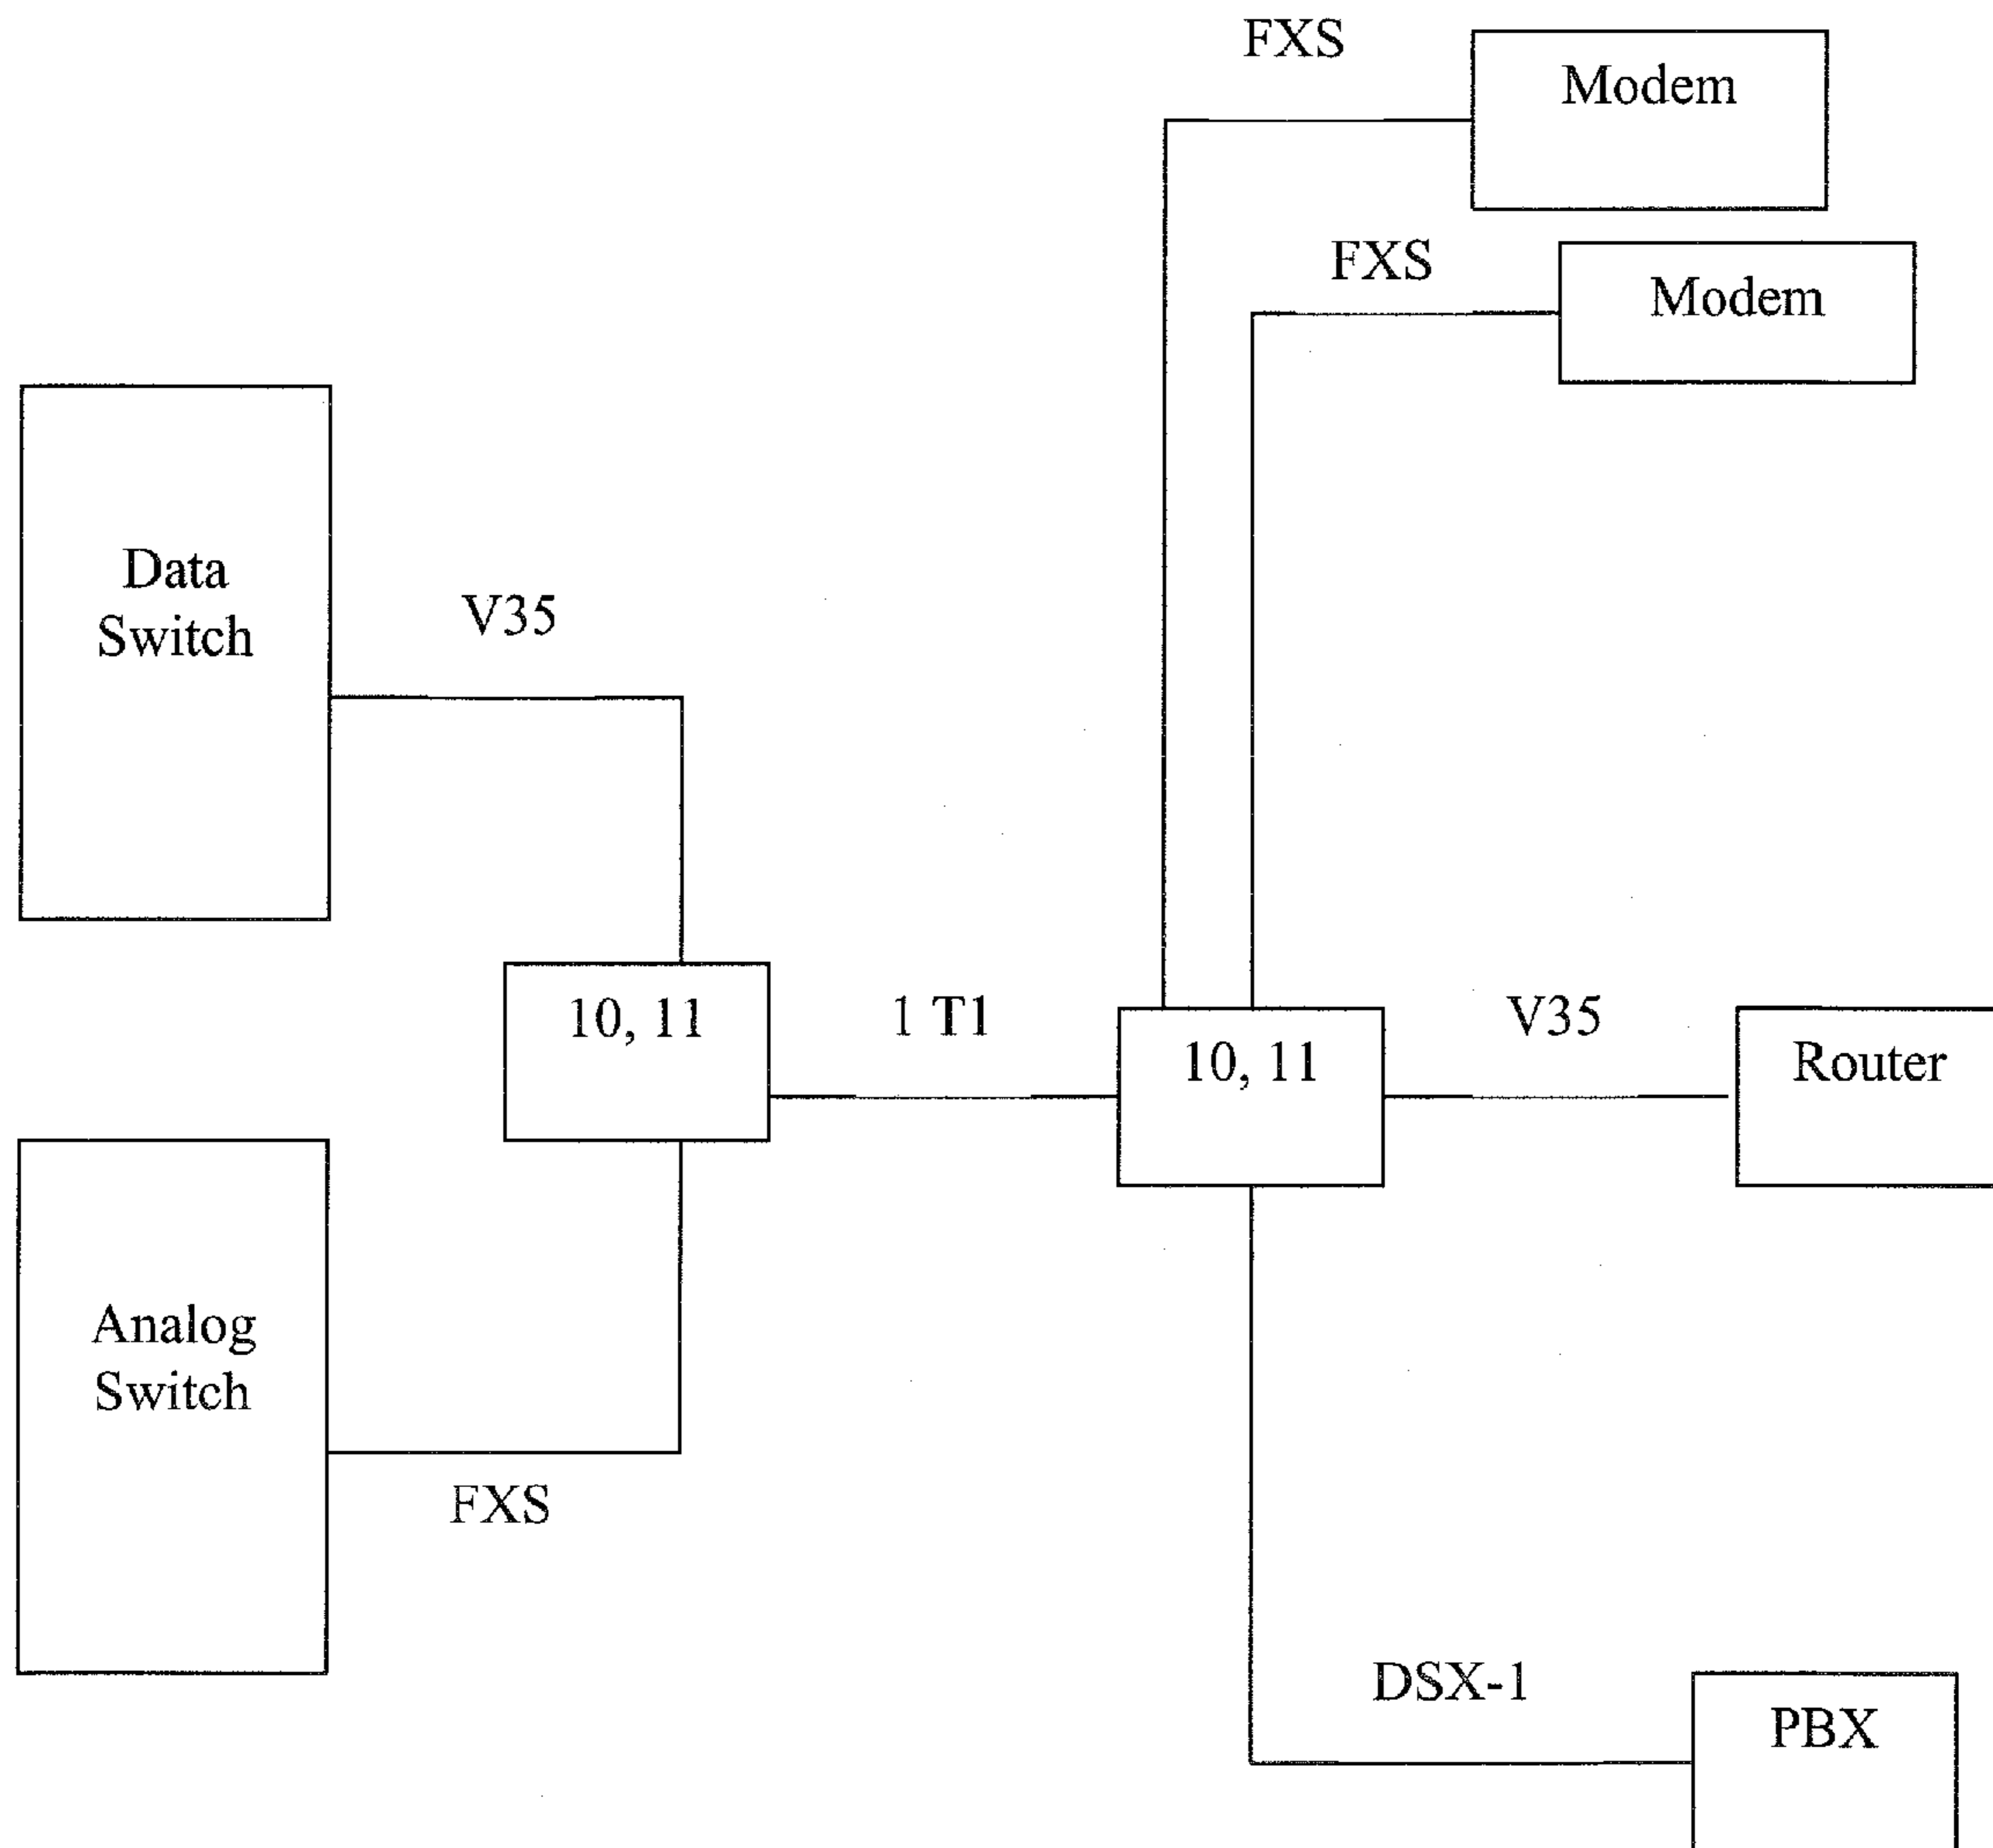 FXS
Modem
FXS
Modem
Data
Switch
V35
10, 11
1 T1
10, 11
V35
Router
Analog
Switch
FXS
DSX-1
PBX